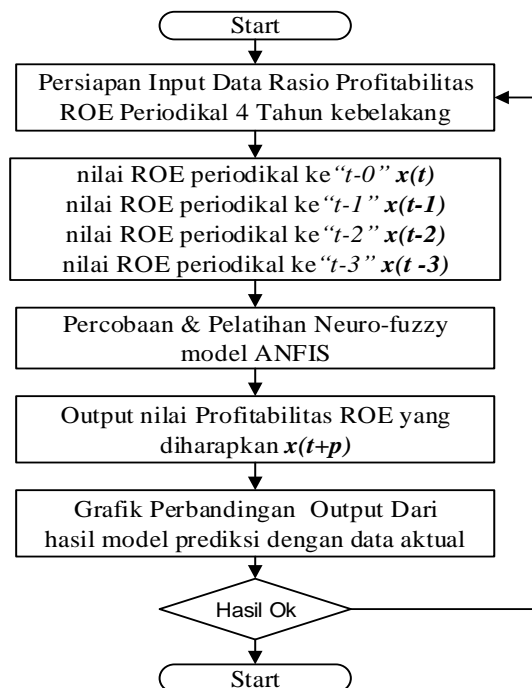 Start
Persiapan Input Data Rasio Profitabilitas
ROE Periodikal 4 Tahun kebelakang
nilai ROE periodikal ke“t-0” x(t)
nilai ROE periodikal ke“t-1” x(t-1)
nilai ROE periodikal ke“t-2” x(t-2)
nilai ROE periodikal ke“t-3” x(t -3)
Percobaan & Pelatihan Neuro-fuzzy
model ANFIS
Output nilai Profitabilitas ROE yang
diharapkan x(t+p)
Grafik Perbandingan Output Dari
hasil model prediksi dengan data aktual
Hasil Ok
Start